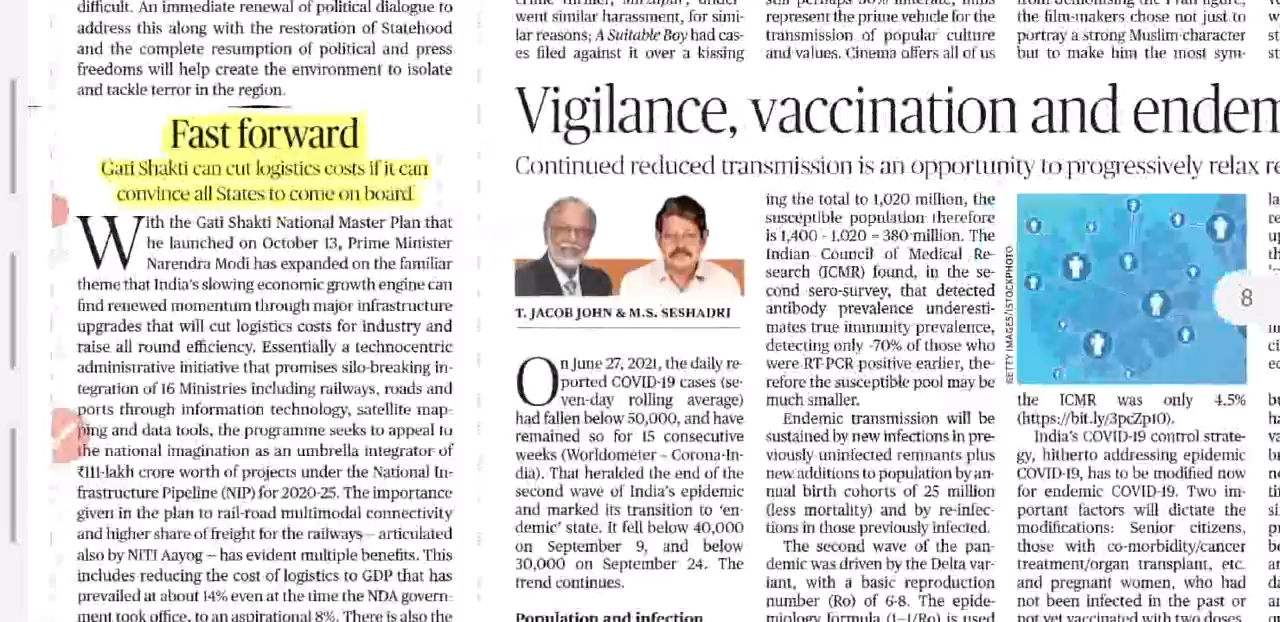 difficult. An immediate renewal of political dialogue to
address this along with the restoration of Statehood
and the complete resumption of political and press
freedoms will help create the environment to isolate
and tackle terror in the region.
Fast forward
Gati Shakti can cut logistics costs if it can
convince all States to come on board
With the Gati Shakti National Master Plan that
he launched on October 13, Prime Minister
Narendra Modi has expanded on the familiar
theme that India's slowing economic growth engine can
find renewed momentum through major infrastructure
upgrades that will cut logistics costs for industry and
raise all round efficiency. Essentially a technocentric
administrative initiative that promises silo-breaking in-
tegration of 16 Ministries including railways, roads and
ports through information technology, satellite map-
ping and data tools, the programme seeks to appeal to
the national imagination as an umbrella integrator of
₹111-lakh crore worth of projects under the National In-
frastructure Pipeline (NIP) for 2020-25. The importance
given in the plan to rail-road multimodal connectivity
and higher share of freight for the railways – articulated
also by NITI Aayog – has evident multiple benefits. This
includes reducing the cost of logistics to GDP that has
prevailed at about 14% even at the time the NDA govern-
ment took office, to an aspirational 8%. There is also the
went similar harassment, for simi-
lar reasons; A Suitable Boy had cas-
es filed against it over a kissing
represent the prime vehicle for the
transmission of popular culture
and values. Cinema offers all of us
the film-makers chose not just to
portray a strong Muslim character
but to make him the most sym-
Vigilance, vaccination and endem
Continued reduced transmission is an opportunity to progressively relax re
T. JACOB JOHN & M.S. SESHADRI
On June 27, 2021, the daily re-
ported COVID-19 cases (se-
ven-day rolling average)
had fallen below 50,000, and have
remained so for 15 consecutive
weeks (Worldometer – Corona-In-
dia). That heralded the end of the
second wave of India's epidemic
and marked its transition to 'en-
demic' state. It fell below 40,000
on September 9, and below
30,000 on September 24. The
trend continues.
Population and infection
ing the total to 1,020 million, the
susceptible population therefore
is 1,400 - 1,020 = 380 million. The
Indian Council of Medical Re-
search (ICMR) found, in the se-
cond sero-survey, that detected
antibody prevalence underesti-
mates true immunity prevalence,
detecting only ~70% of those who
were RT-PCR positive earlier, the-
refore the susceptible pool may be
much smaller.
Endemic transmission will be
sustained by new infections in pre-
viously uninfected remnants plus
new additions to population by an-
nual birth cohorts of 25 million
(less mortality) and by re-infec-
tions in those previously infected.
The second wave of the pan-
demic was driven by the Delta var-
iant, with a basic reproduction
number (Ro) of 6-8. The epide-
miology formula (1–1/Ro) is used
GETTY IMAGES/ISTOCKPHOTO
8
the ICMR was only 4.5%
(https://bit.ly/3pcZp10).
India's COVID-19 control strate-
gy, hitherto addressing epidemic
COVID-19, has to be modified now
for endemic COVID-19. Two im-
portant factors will dictate the
modifications: Senior citizens,
those with co-morbidity/cancer
treatment/organ transplant, etc.
and pregnant women, who had
not been infected in the past or
not yet vaccinated with two doses,